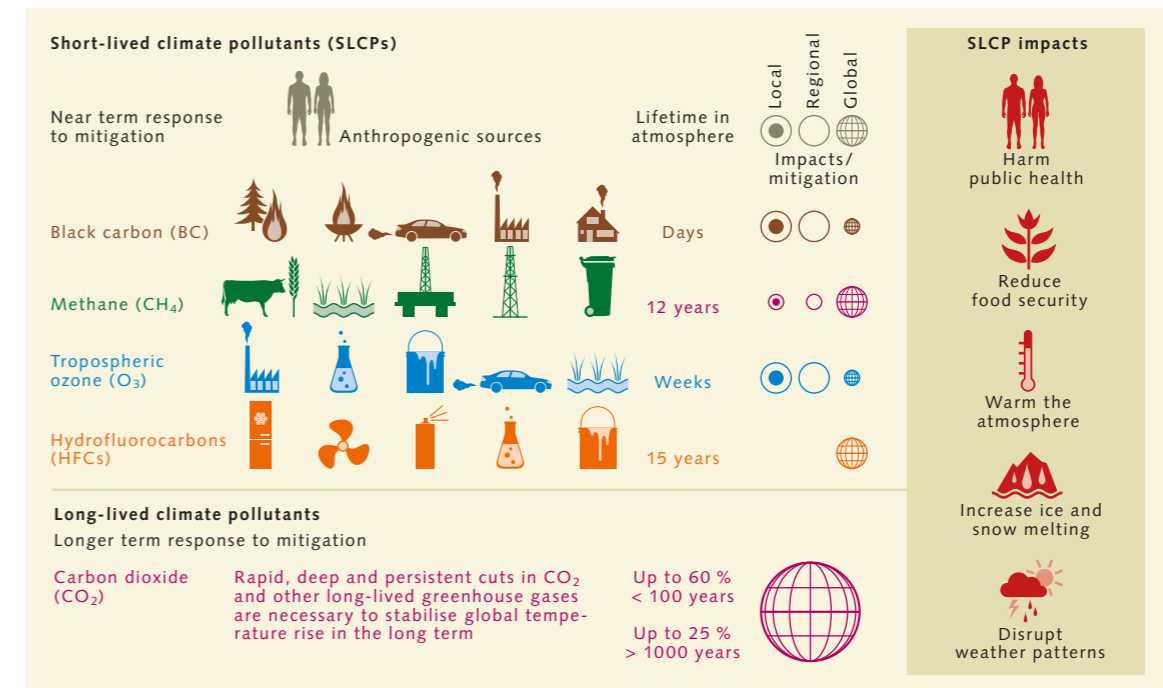 Short-lived climate pollutants (SLCPs)
Near term response
to mitigation
Anthropogenic sources
Lifetime in
atmosphere
Local
Regional
Global
Impacts/
mitigation
Black carbon (BC)
Days
Methane (CH₄)
12 years
Tropospheric
ozone (O₃)
Weeks
Hydrofluorocarbons
(HFCs)
15 years
Long-lived climate pollutants
Longer term response to mitigation
Carbon dioxide
(CO₂)
Rapid, deep and persistent cuts in CO₂
and other long-lived greenhouse gases
are necessary to stabilise global tempe-
rature rise in the long term
Up to 60 %
< 100 years
Up to 25 %
> 1000 years
SLCP impacts
Harm
public health
Reduce
food security
Warm the
atmosphere
Increase ice and
snow melting
Disrupt
weather patterns